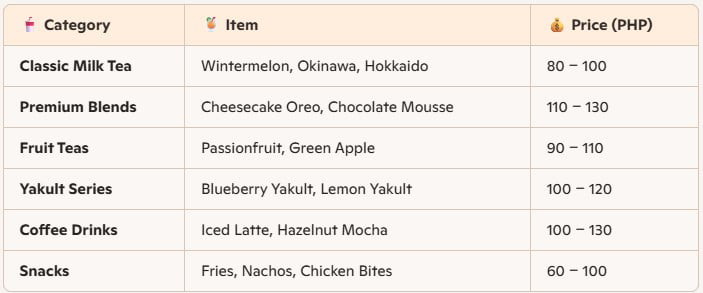 Category Item Price (PHP)
Classic Milk Tea Wintermelon, Okinawa, Hokkaido 80 – 100
Premium Blends Cheesecake Oreo, Chocolate Mousse 110 – 130
Fruit Teas Passionfruit, Green Apple 90 – 110
Yakult Series Blueberry Yakult, Lemon Yakult 100 – 120
Coffee Drinks Iced Latte, Hazelnut Mocha 100 – 130
Snacks Fries, Nachos, Chicken Bites 60 – 100